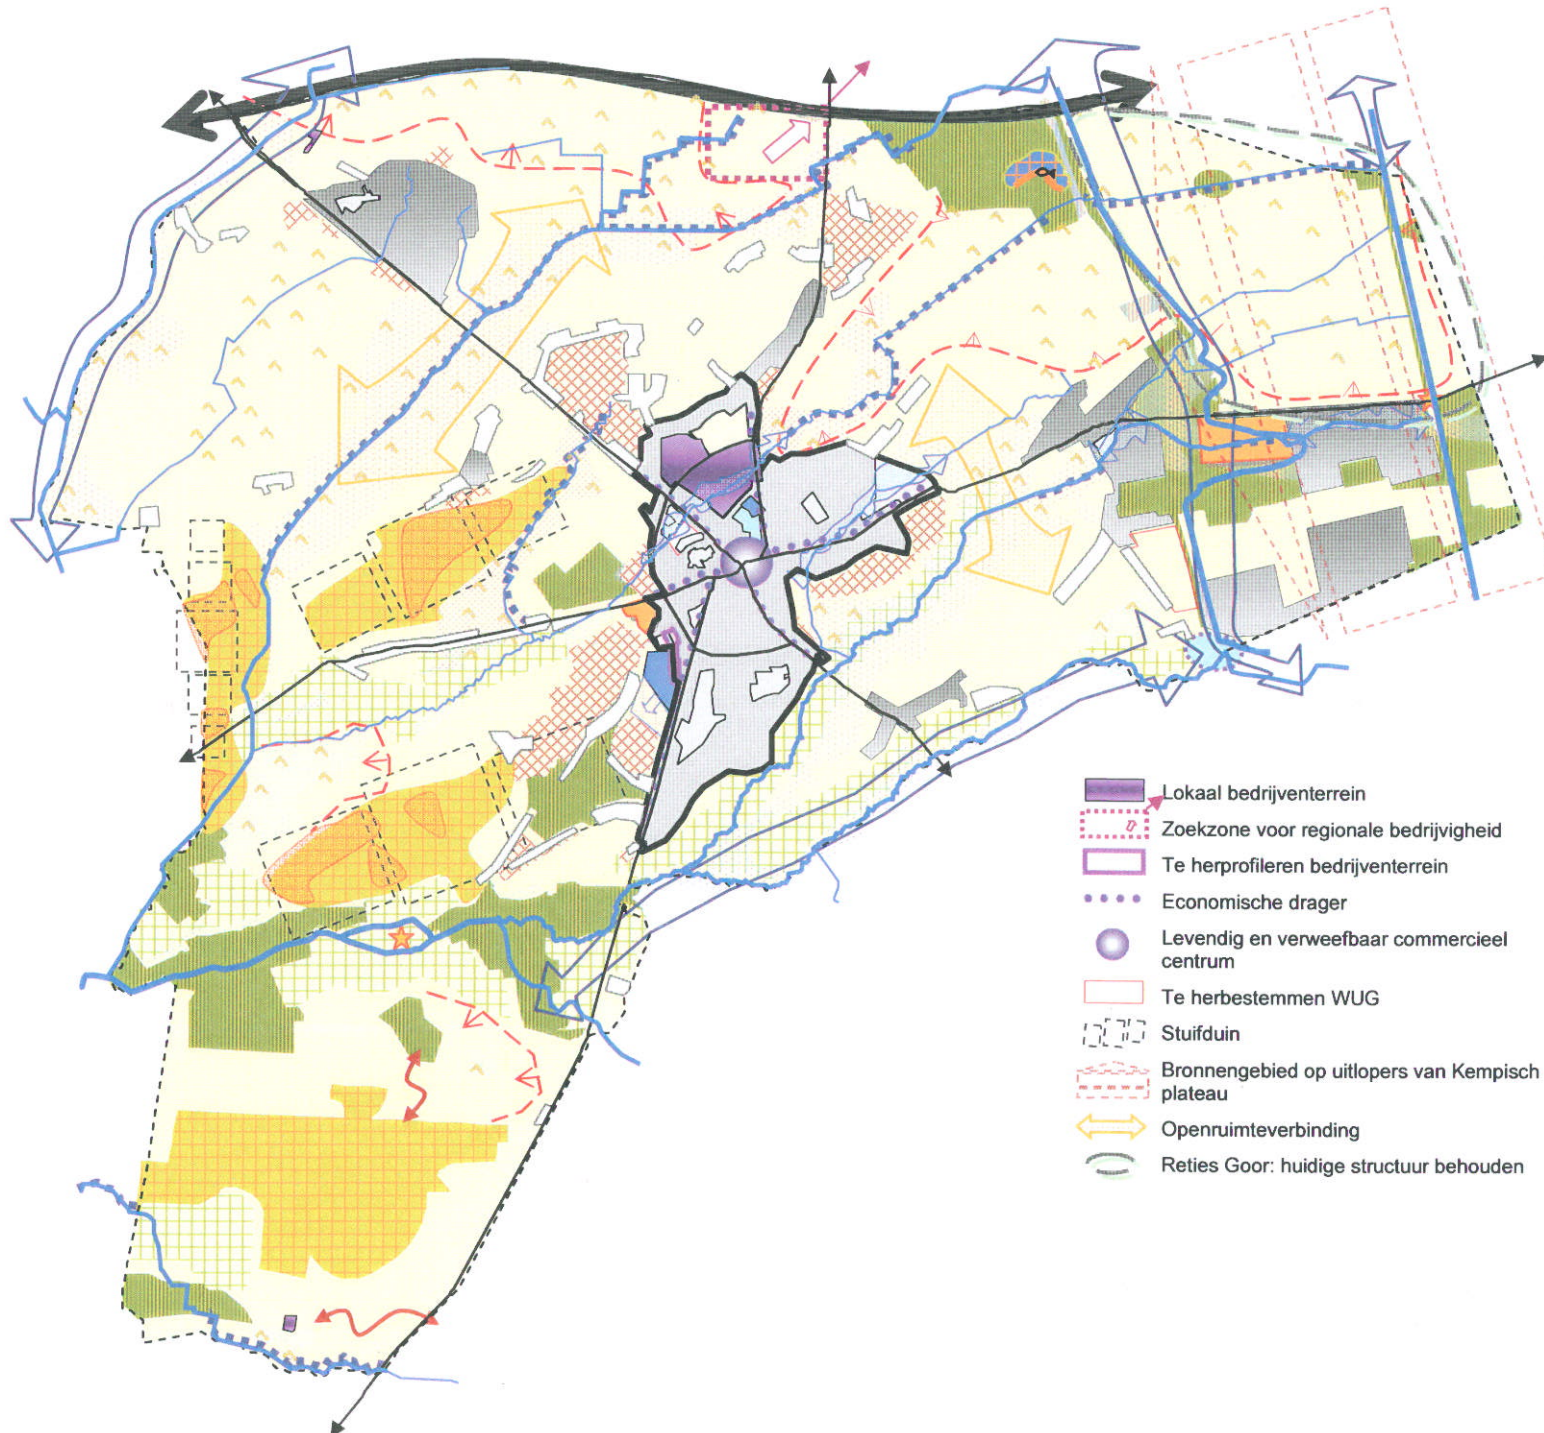 Lokaal bedrijventerrein
Zoekzone voor regionale bedrijvigheid
Te herprofileren bedrijventerrein
Economische drager
Levendig en verweefbaar commercieel
centrum
Te herbestemmen WUG
Stuifduin
Bronnengebied op uitlopers van Kempisch
plateau
Openruimteverbinding
Reties Goor: huidige structuur behouden